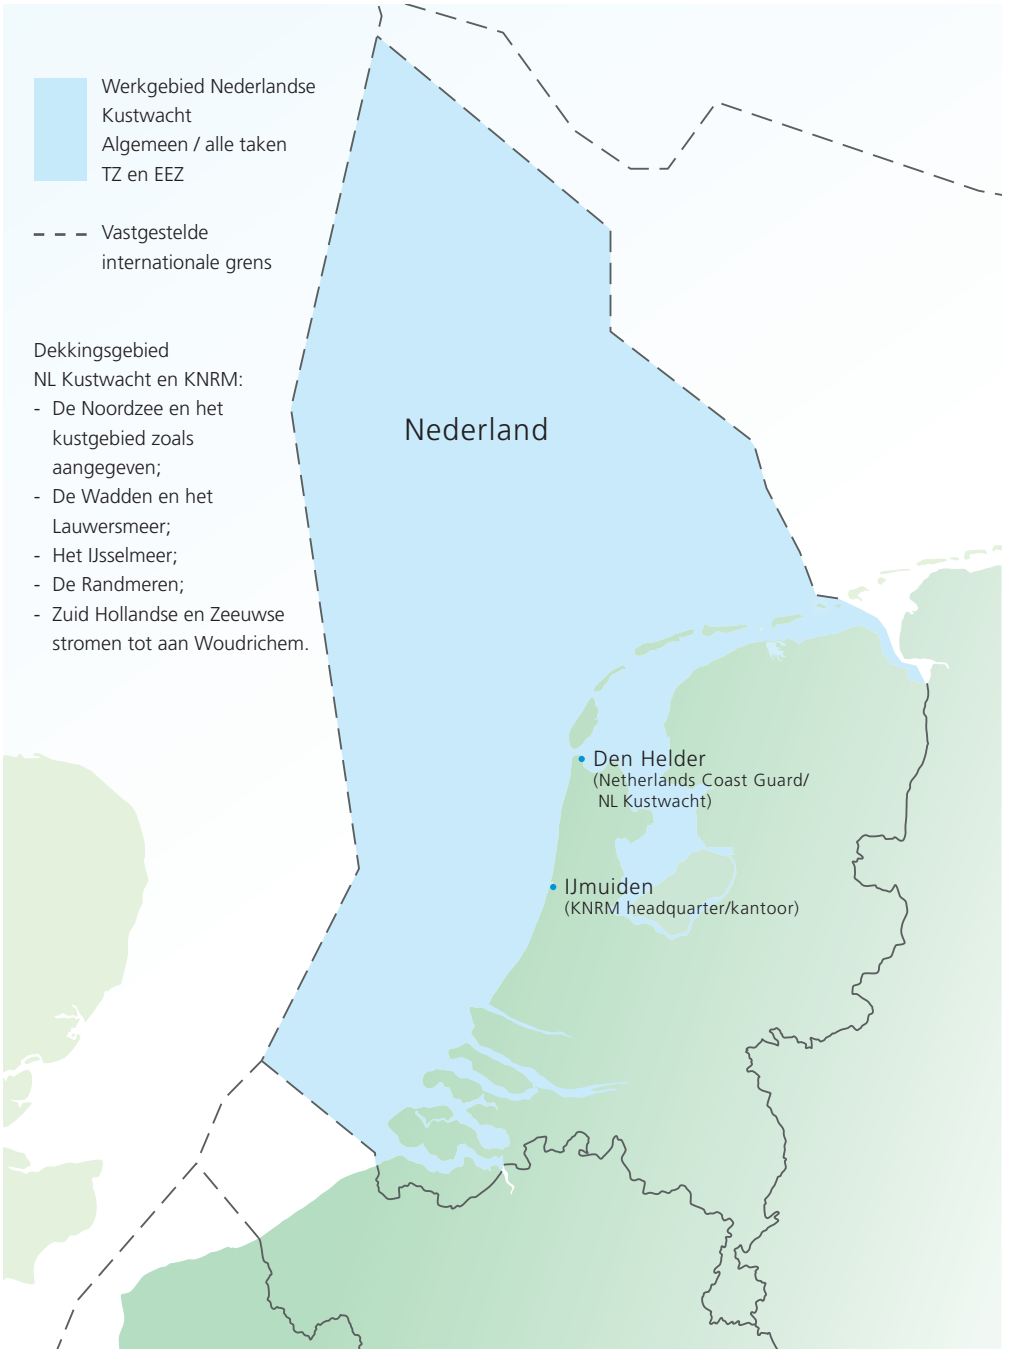 Werkgebied Nederlandse
Kustwacht
Algemeen / alle taken
TZ en EEZ
Vastgestelde
internationale grens
Dekkingsgebied
NL Kustwacht en KNRM:
- De Noordzee en het
kustgebied zoals
aangegeven;
- De Wadden en het
Lauwersmeer;
- Het IJsselmeer;
- De Randmeren;
- Zuid Hollandse en Zeeuwse
stromen tot aan Woudrichem.
Nederland
Den Helder
(Netherlands Coast Guard/
NL Kustwacht)
IJmuiden
(KNRM headquarter/kantoor)